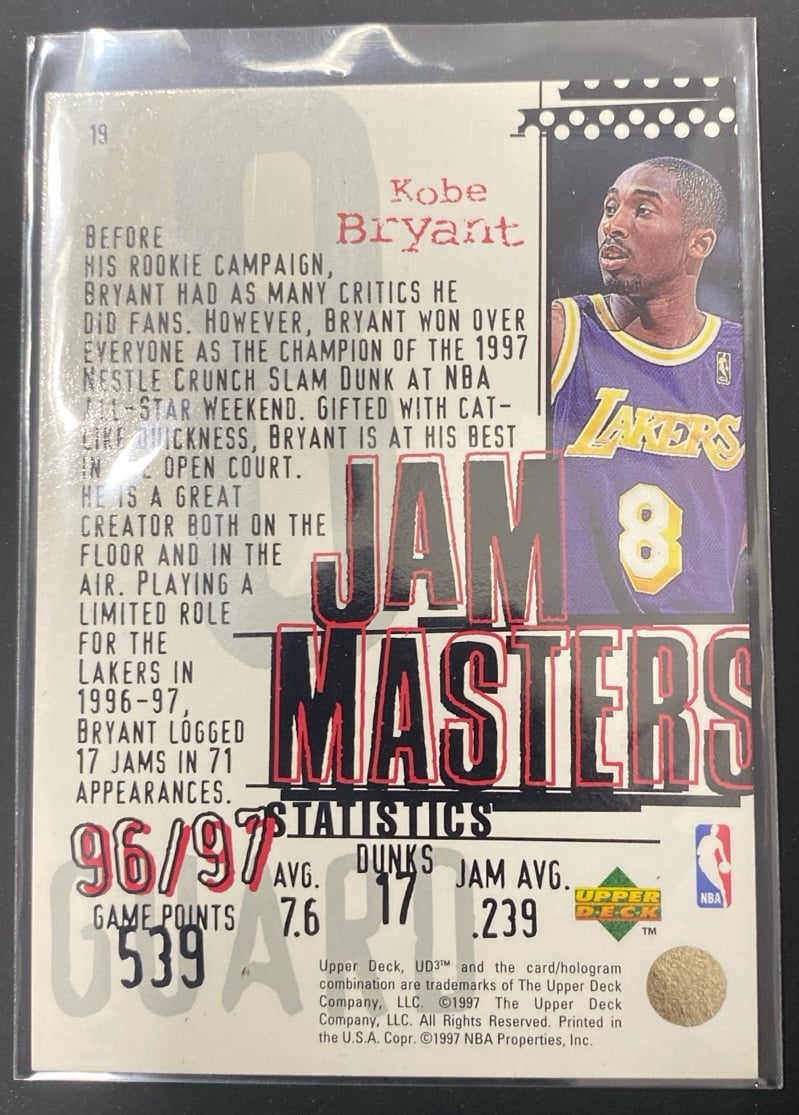 19
Kobe
Bryant
BEFORE
HIS ROOKIE CAMPAIGN,
BRYANT HAD AS MANY CRITICS HE
DID FANS. HOWEVER, BRYANT WON OVER
EVERYONE AS THE CHAMPION OF THE 1997
NESTLE CRUNCH SLAM DUNK AT NBA
ALL-STAR WEEKEND. GIFTED WITH CAT-
LIKE QUICKNESS, BRYANT IS AT HIS BEST
IN THE OPEN COURT.
HE IS A GREAT
CREATOR BOTH ON THE
FLOOR AND IN THE
AIR. PLAYING A
LIMITED ROLE
FOR THE
LAKERS IN
1996-97,
BRYANT LOGGED
17 JAMS IN 71
APPEARANCES.
LAKERS
8
JAM
MASTERS
STATISTICS
96/97
GAME POINTS
539
AVG.
7.6
DUNKS
17
JAM AVG.
.239
UPPER
DECK
TM
NBA
GUARD
Upper Deck, UD3™ and the card/hologram
combination are trademarks of The Upper Deck
Company, LLC. ©1997 The Upper Deck
Company, LLC. All Rights Reserved. Printed in
the U.S.A. Copr. ©1997 NBA Properties, Inc.